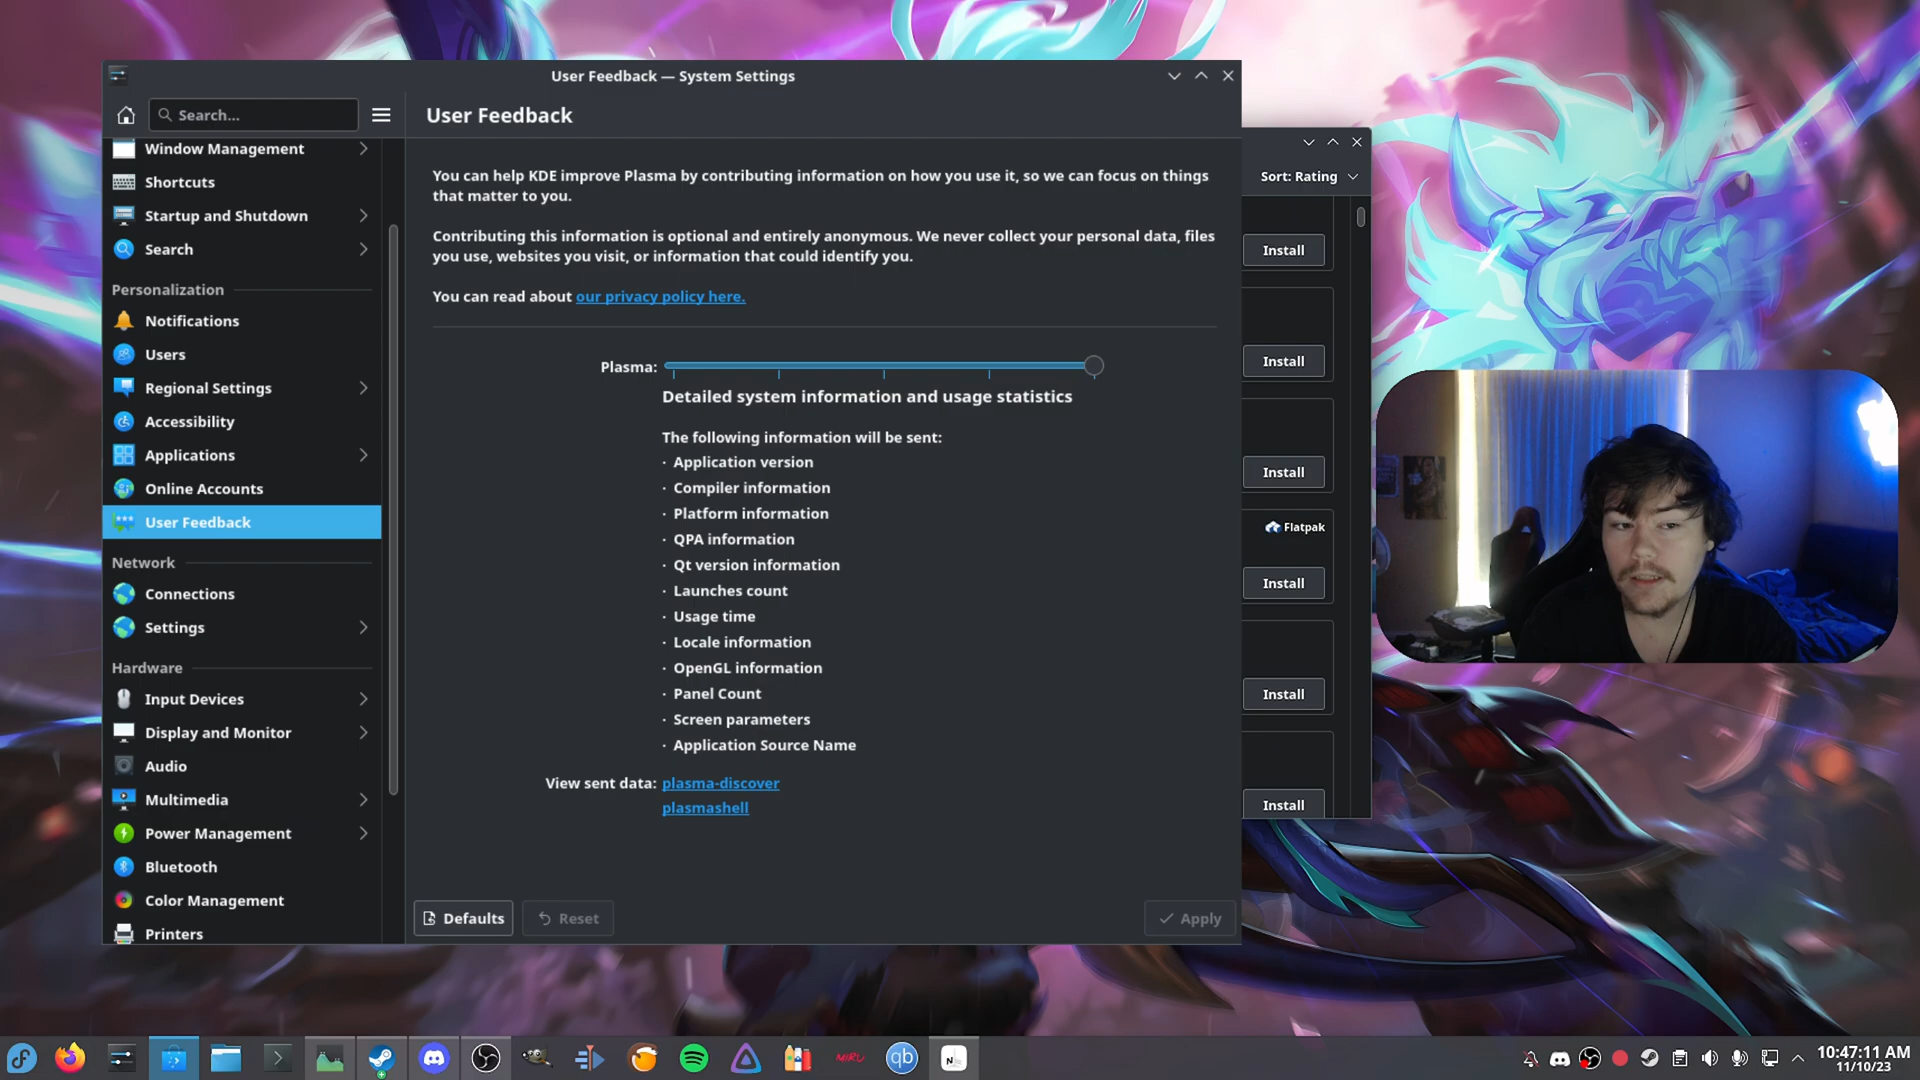 User Feedback — System Settings
Search...
User Feedback
Window Management
Shortcuts
Startup and Shutdown
Search
Personalization
Notifications
Users
Regional Settings
Accessibility
Applications
Online Accounts
User Feedback
Network
Connections
Settings
Hardware
Input Devices
Display and Monitor
Audio
Multimedia
Power Management
Bluetooth
Color Management
Printers
You can help KDE improve Plasma by contributing information on how you use it, so we can focus on things
that matter to you.
Contributing this information is optional and entirely anonymous. We never collect your personal data, files
you use, websites you visit, or information that could identify you.
You can read about our privacy policy here.
Plasma:
Detailed system information and usage statistics
The following information will be sent:
· Application version
· Compiler information
· Platform information
· QPA information
· Qt version information
· Launches count
· Usage time
· Locale information
· OpenGL information
· Panel Count
· Screen parameters
· Application Source Name
View sent data: plasma-discover
plasmashell
Defaults
Reset
Apply
Sort: Rating
Install
Install
Install
Flatpak
Install
Install
Install
MIRU
qb
N
10:47:11 AM
11/10/23